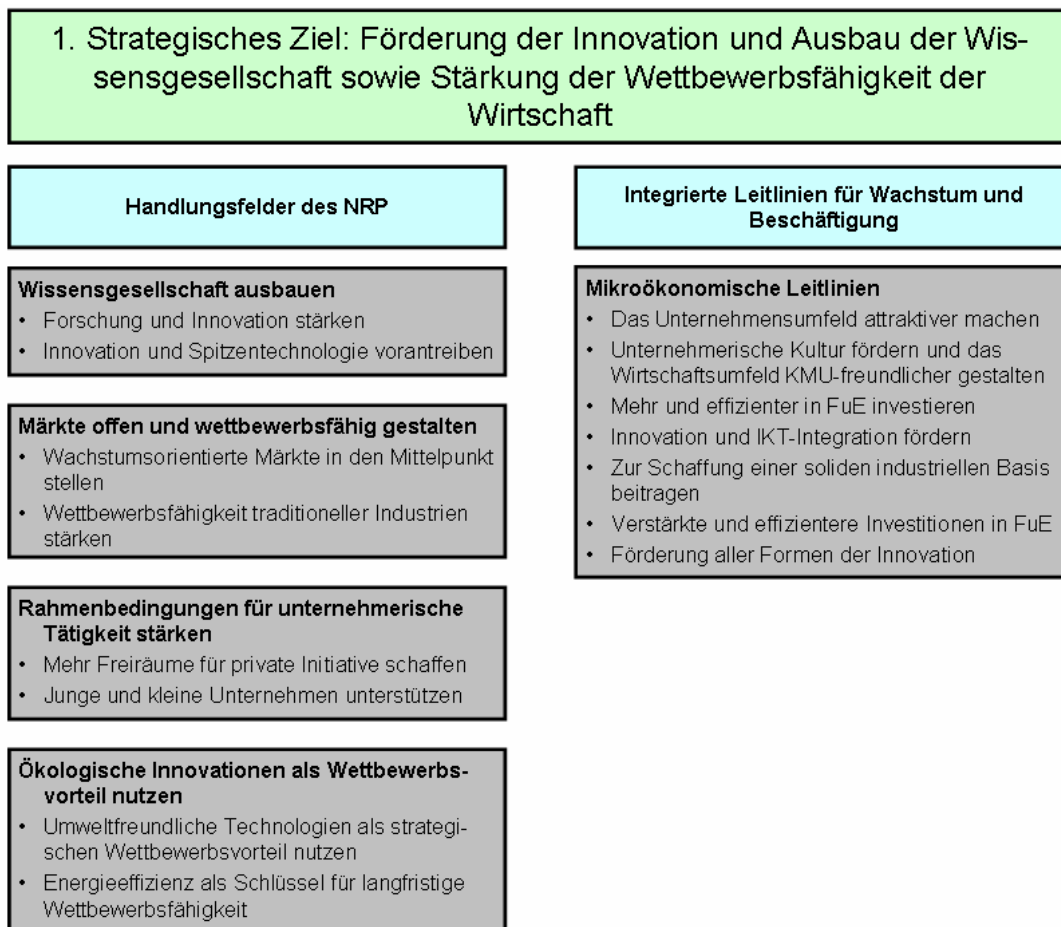 1. Strategisches Ziel: Förderung der Innovation und Ausbau der Wis-
sensgesellschaft sowie Stärkung der Wettbewerbsfähigkeit der
Wirtschaft
Handlungsfelder des NRP
Wissensgesellschaft ausbauen
• Forschung und Innovation stärken
• Innovation und Spitzentechnologie vorantreiben
Märkte offen und wettbewerbsfähig gestalten
• Wachstumsorientierte Märkte in den Mittelpunkt
stellen
• Wettbewerbsfähigkeit traditioneller Industrien
stärken
Rahmenbedingungen für unternehmerische
Tätigkeit stärken
• Mehr Freiräume für private Initiative schaffen
• Junge und kleine Unternehmen unterstützen
Ökologische Innovationen als Wettbewerbs-
vorteil nutzen
• Umweltfreundliche Technologien als strategi-
schen Wettbewerbsvorteil nutzen
• Energieeffizienz als Schlüssel für langfristige
Wettbewerbsfähigkeit
Integrierte Leitlinien für Wachstum und
Beschäftigung
Mikroökonomische Leitlinien
• Das Unternehmensumfeld attraktiver machen
• Unternehmerische Kultur fördern und das
Wirtschaftsumfeld KMU-freundlicher gestalten
• Mehr und effizienter in FuE investieren
• Innovation und IKT-Integration fördern
• Zur Schaffung einer soliden industriellen Basis
beitragen
• Verstärkte und effizientere Investitionen in FuE
• Förderung aller Formen der Innovation